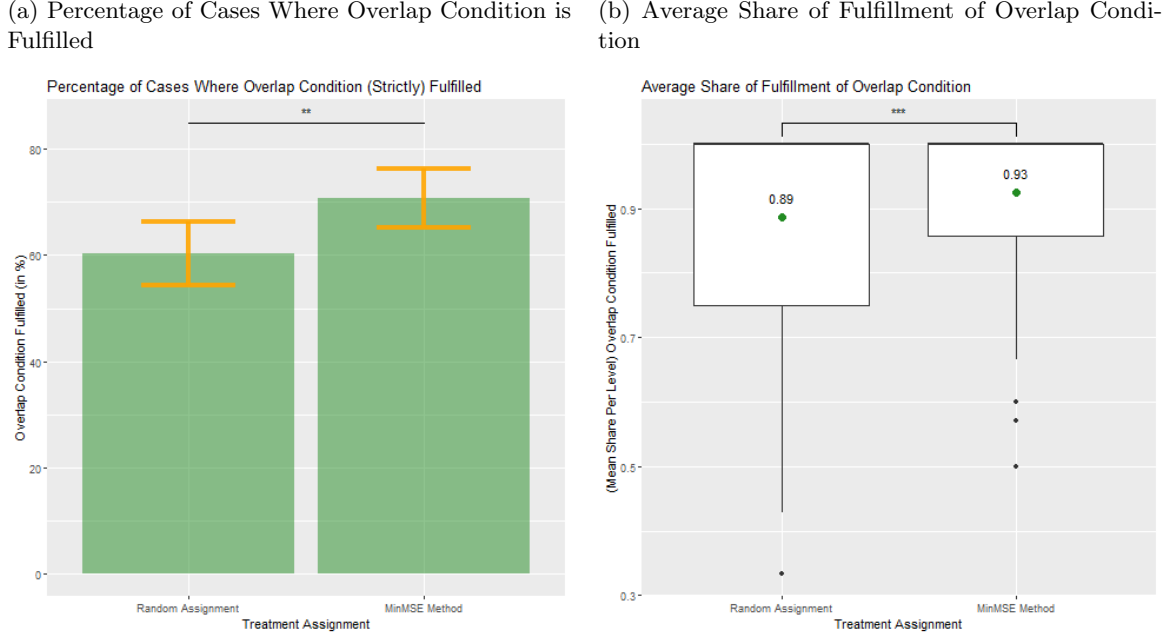 (a) Percentage of Cases Where Overlap Condition is
Fulfilled
Percentage of Cases Where Overlap Condition (Strictly) Fulfilled
**
Overlap Condition Fulfilled (in %)
80
60
40
20
0
Random Assignment
MinMSE Method
Treatment Assignment
(b) Average Share of Fulfillment of Overlap Condi-
tion
Average Share of Fulfillment of Overlap Condition
***
(Mean Share Per Level) Overlap Condition Fulfilled
0.89
0.93
0.9
0.7
0.5
0.3
Random Assignment
MinMSE Method
Treatment Assignment